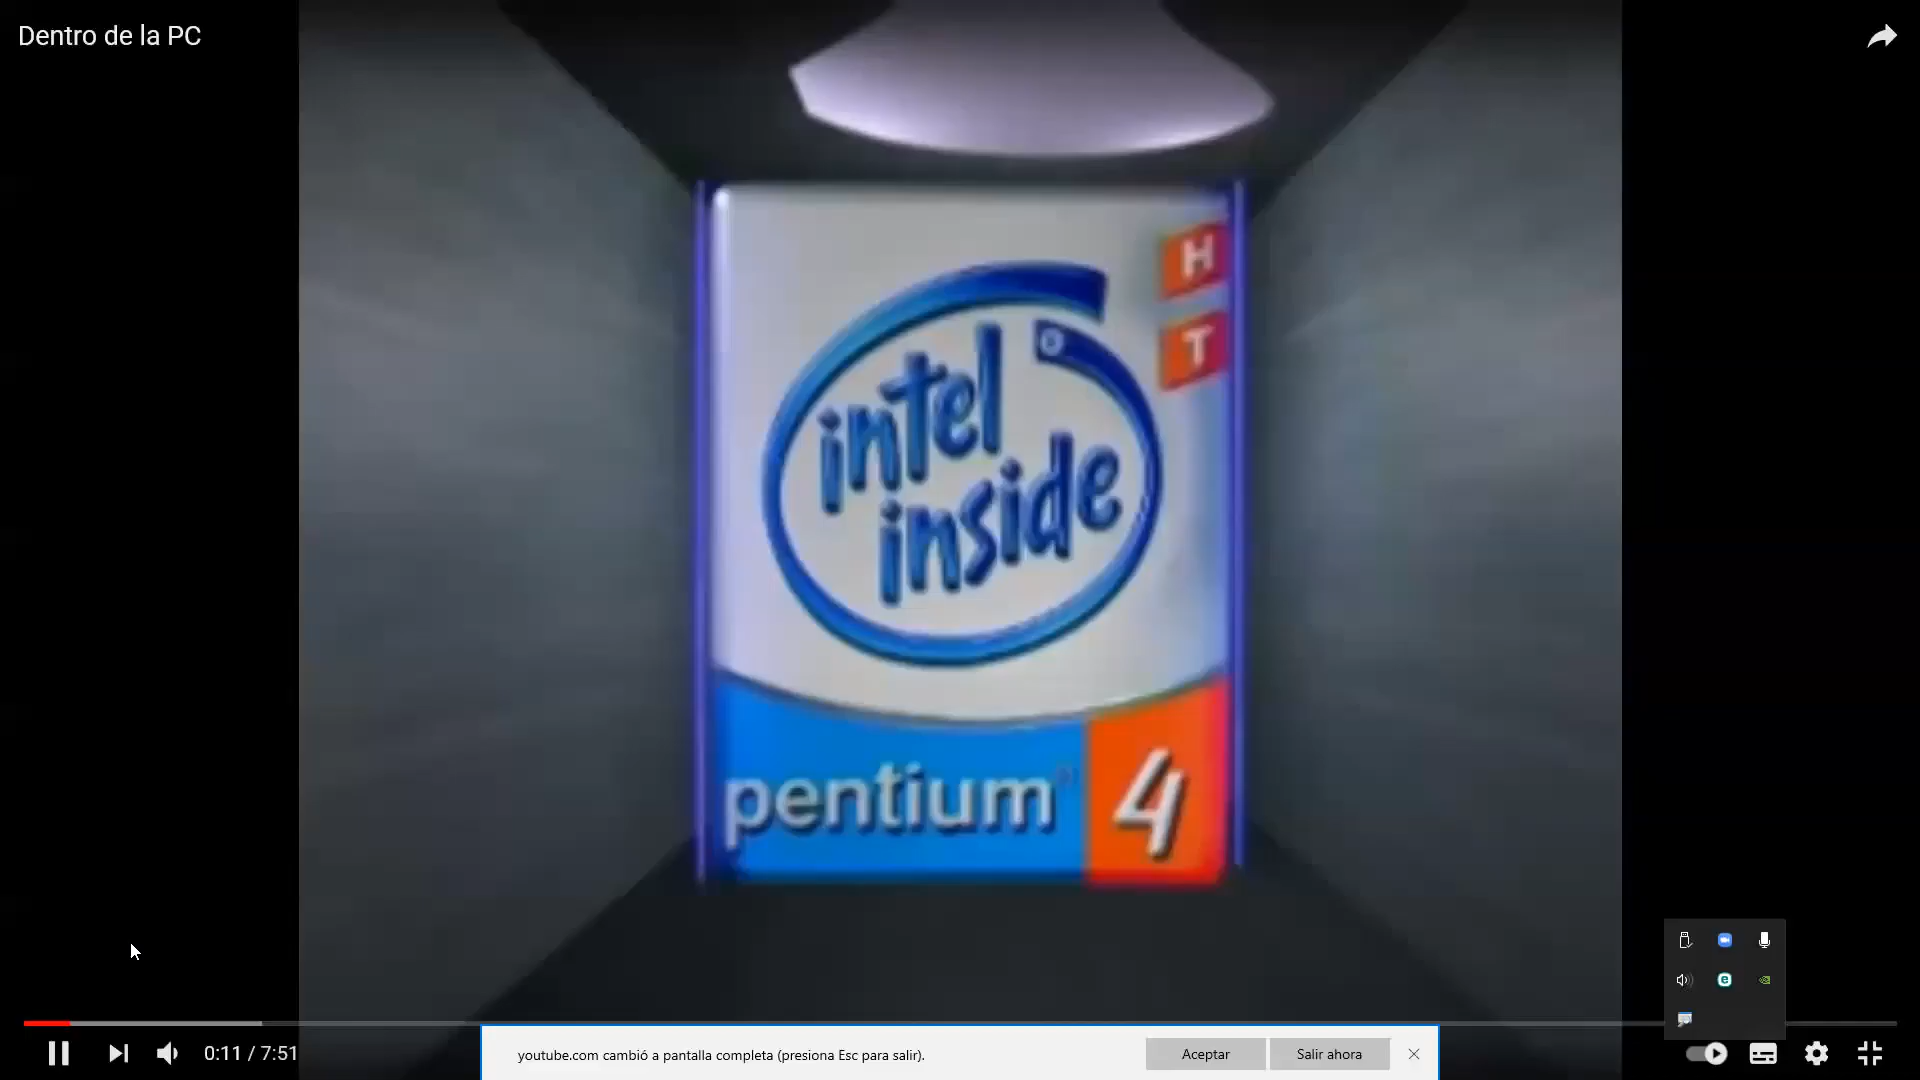 Dentro de la PC
H
T
intel
inside
pentium® 4
0:11 / 7:51
youtube.com cambió a pantalla completa (presiona Esc para salir).
Aceptar
Salir ahora